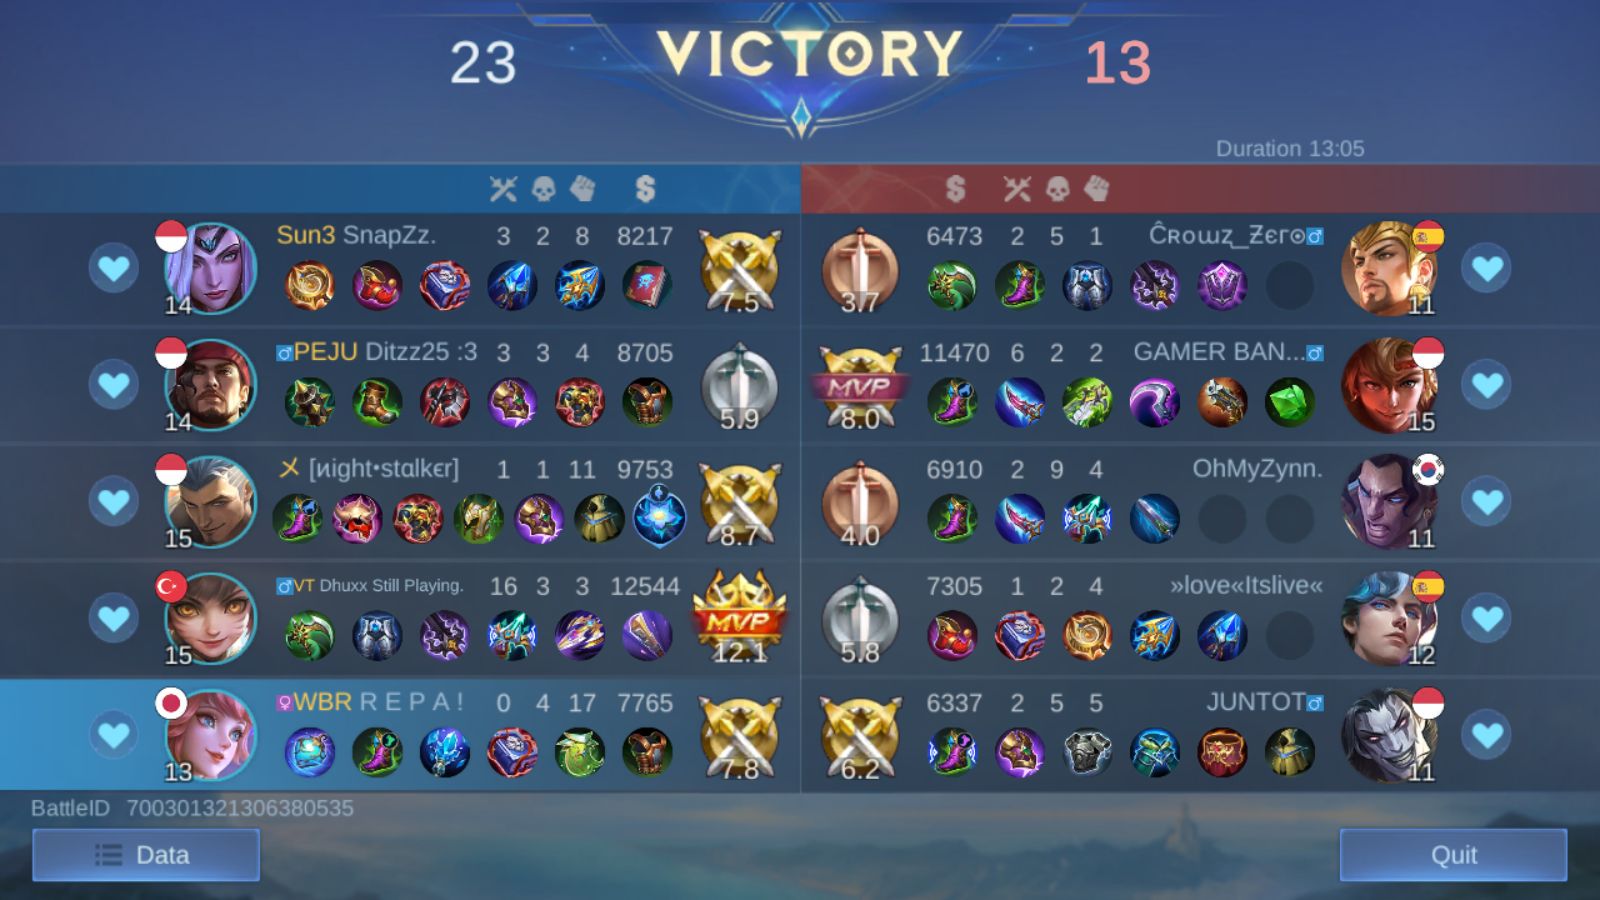 23 VICTORY 13
Duration 13:05
Sun3 SnapZz. 3 2 8 8217
14 7.5
6473 2 5 1 Ĉʀoɯʐ_Ƶєг⊙♂
3.7 11
♂PEJU Ditzz25 :3 3 3 4 8705
14 5.9
11470 6 2 2 GAMER BAN...♂
MVP
8.0 15
メ [иight•stαlkєr] 1 1 11 9753
15 8.7
6910 2 9 4 OhMyZynn.
4.0 11
♂VT Dhuxx Still Playing. 16 3 3 12544
MVP
15 12.1
7305 1 2 4 »love«Itslive«
5.8 12
♀WBR R E P A ! 0 4 17 7765
13 7.8
6337 2 5 5 JUNTOT♂
6.2 11
BattleID 700301321306380535
Data
Quit